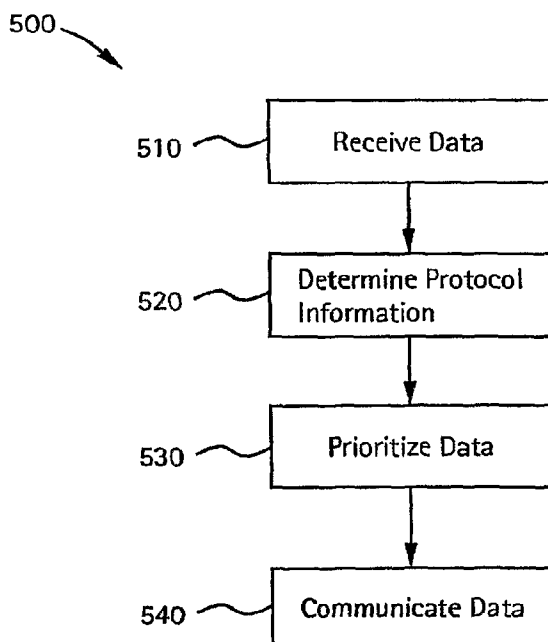 500
510
Receive Data
520
Determine Protocol
Information
530
Prioritize Data
540
Communicate Data